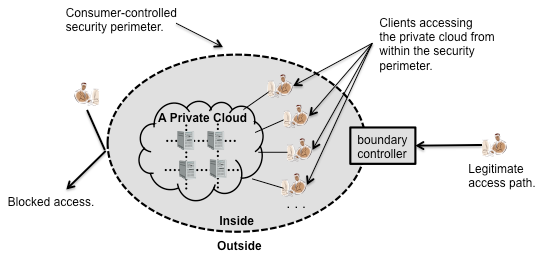 Consumer-controlled
security perimeter.
Clients accessing
the private cloud from
within the security
perimeter.
A Private Cloud
boundary
controller
Legitimate
access path.
Blocked access.
. . .
Inside
Outside